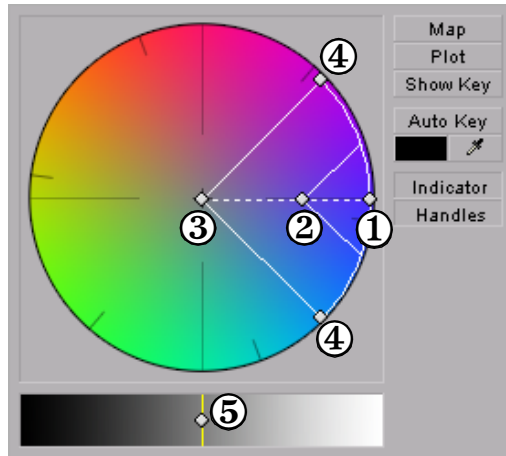 Map
Plot
Show Key
Auto Key
Indicator
Handles
④
③
②
①
④
⑤